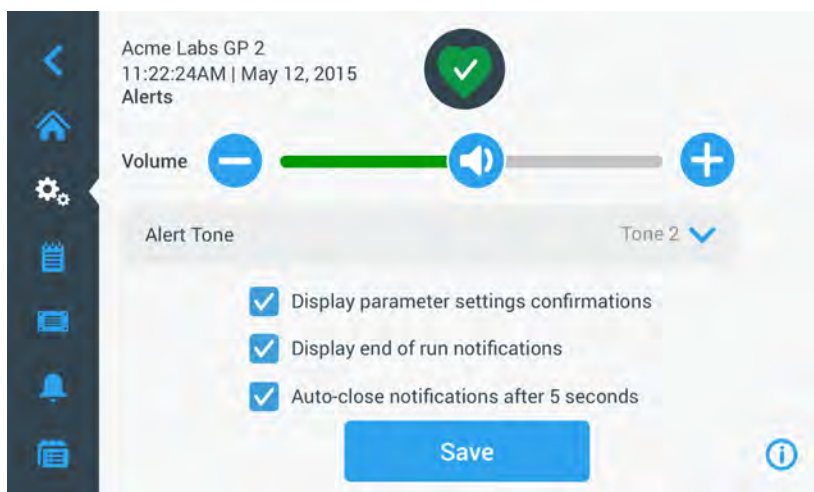 Acme Labs GP 2
11:22:24AM | May 12, 2015
Alerts
Volume
Alert Tone Tone 2
Display parameter settings confirmations
Display end of run notifications
Auto-close notifications after 5 seconds
Save